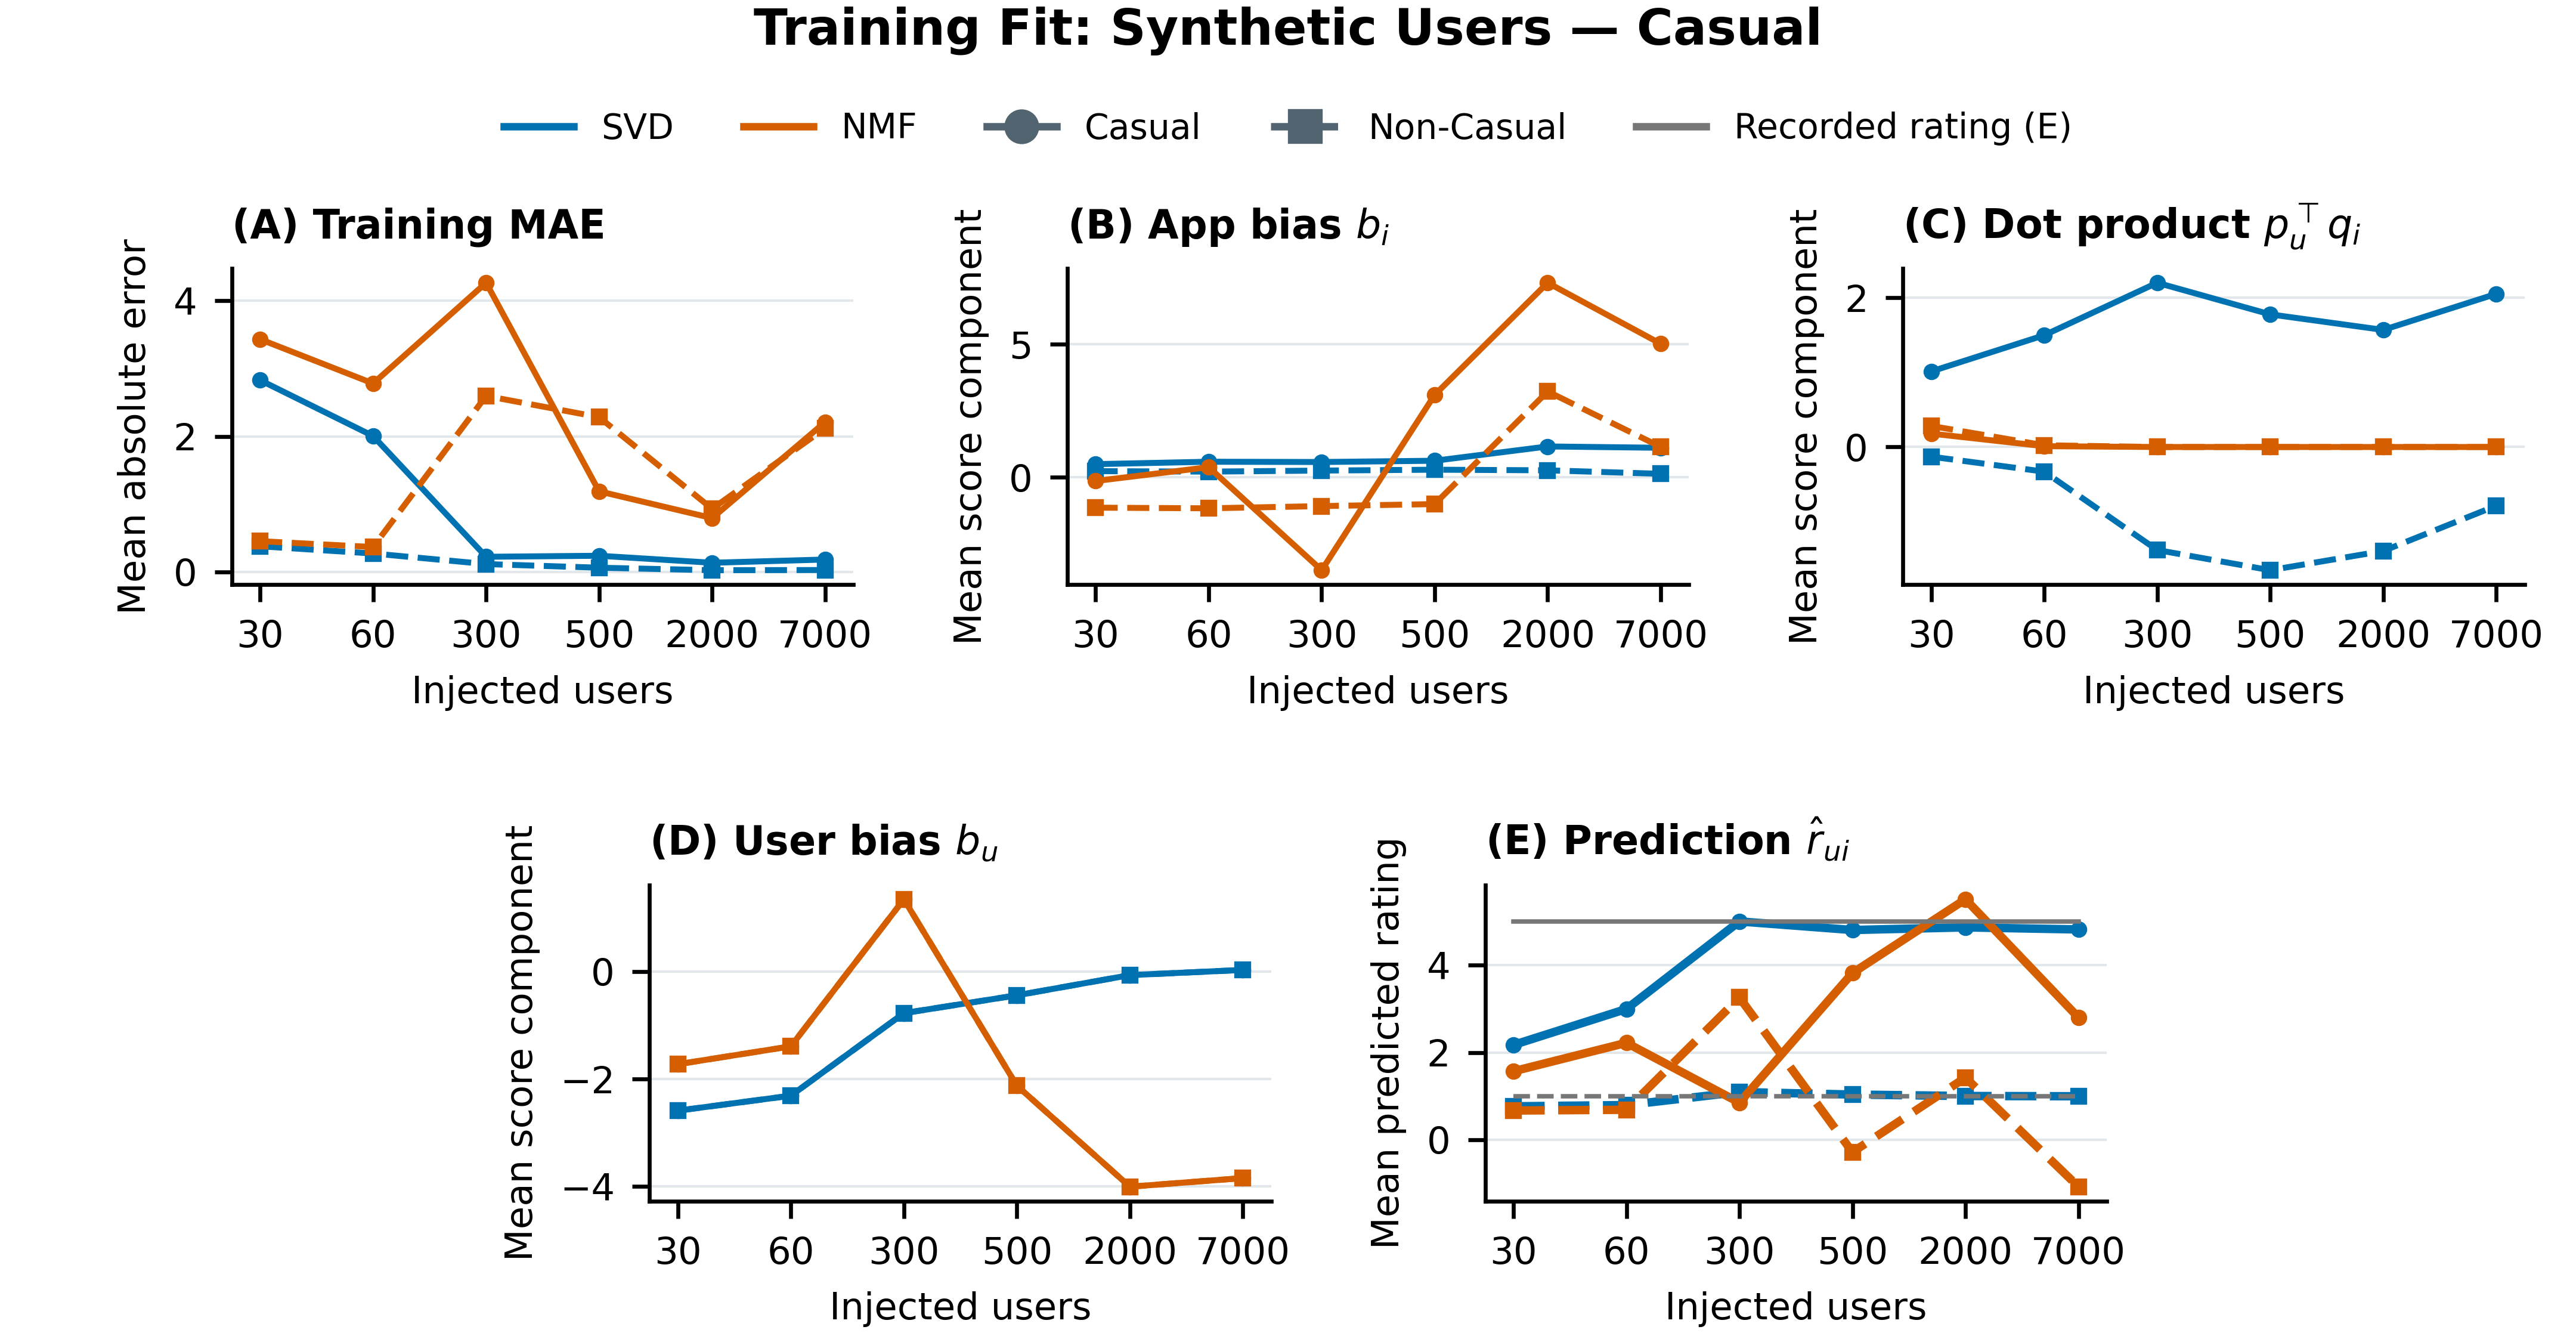 Training Fit: Synthetic Users — Casual
SVD NMF Casual Non-Casual Recorded rating (E)
(A) Training MAE
Mean absolute error
4
2
0
30 60 300 500 2000 7000
Injected users
(B) App bias b_i
Mean score component
5
0
30 60 300 500 2000 7000
Injected users
(C) Dot product p_u^⊤ q_i
Mean score component
2
0
30 60 300 500 2000 7000
Injected users
(D) User bias b_u
Mean score component
0
−2
−4
30 60 300 500 2000 7000
Injected users
(E) Prediction r̂_ui
Mean predicted rating
4
2
0
30 60 300 500 2000 7000
Injected users